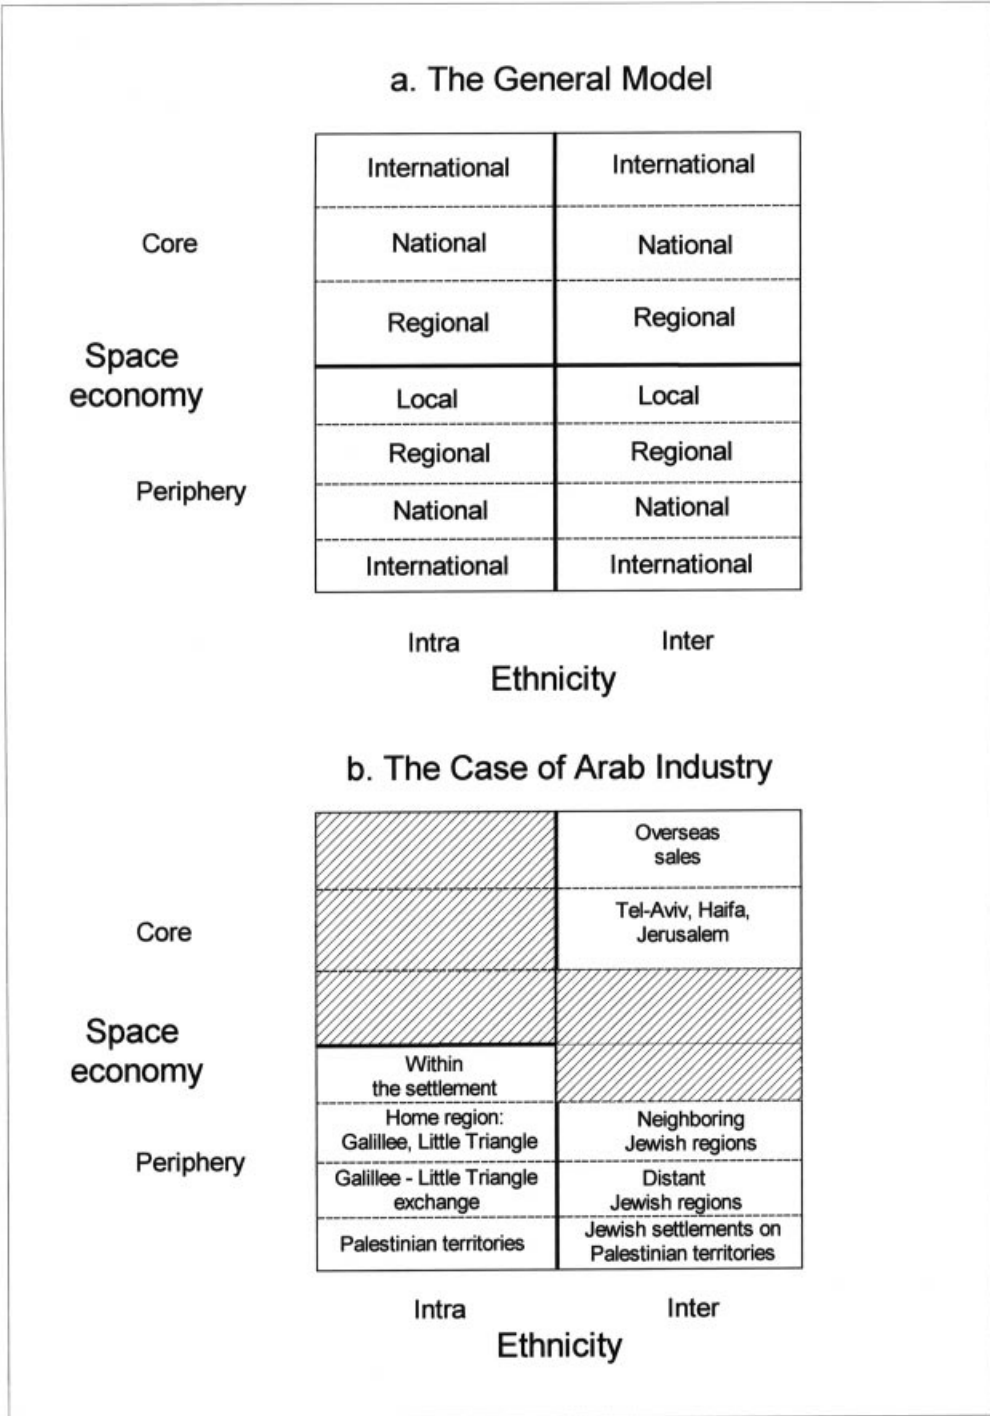 a. The General Model
International
International
Core
National
National
Regional
Regional
Space
economy
Local
Local
Regional
Regional
Periphery
National
National
International
International
Intra
Inter
Ethnicity
b. The Case of Arab Industry
Overseas
sales
Core
Tel-Aviv, Haifa,
Jerusalem
Space
economy
Within
the settlement
Home region:
Galillee, Little Triangle
Neighboring
Jewish regions
Periphery
Galillee - Little Triangle
exchange
Distant
Jewish regions
Palestinian territories
Jewish settlements on
Palestinian territories
Intra
Inter
Ethnicity